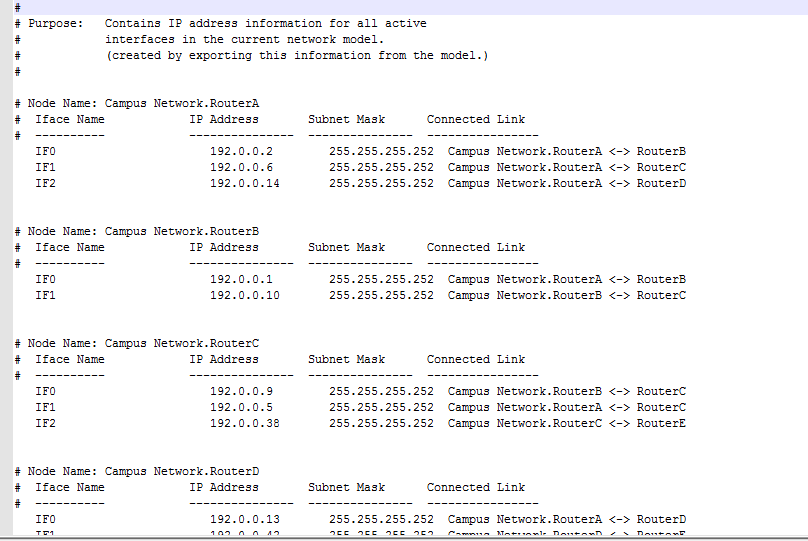 #
# Purpose:   Contains IP address information for all active
#            interfaces in the current network model.
#            (created by exporting this information from the model.)
#
# Node Name: Campus Network.RouterA
#  Iface Name            IP Address       Subnet Mask      Connected Link
#  ----------            ---------------  ---------------  ----------------
   IF0                      192.0.0.2        255.255.255.252  Campus Network.RouterA <-> RouterB
   IF1                      192.0.0.6        255.255.255.252  Campus Network.RouterA <-> RouterC
   IF2                      192.0.0.14       255.255.255.252  Campus Network.RouterA <-> RouterD
# Node Name: Campus Network.RouterB
#  Iface Name            IP Address       Subnet Mask      Connected Link
#  ----------            ---------------  ---------------  ----------------
   IF0                      192.0.0.1        255.255.255.252  Campus Network.RouterA <-> RouterB
   IF1                      192.0.0.10       255.255.255.252  Campus Network.RouterB <-> RouterC
# Node Name: Campus Network.RouterC
#  Iface Name            IP Address       Subnet Mask      Connected Link
#  ----------            ---------------  ---------------  ----------------
   IF0                      192.0.0.9        255.255.255.252  Campus Network.RouterB <-> RouterC
   IF1                      192.0.0.5        255.255.255.252  Campus Network.RouterA <-> RouterC
   IF2                      192.0.0.38       255.255.255.252  Campus Network.RouterC <-> RouterE
# Node Name: Campus Network.RouterD
#  Iface Name            IP Address       Subnet Mask      Connected Link
#  ----------            ---------------  ---------------  ----------------
   IF0                      192.0.0.13       255.255.255.252  Campus Network.RouterA <-> RouterD